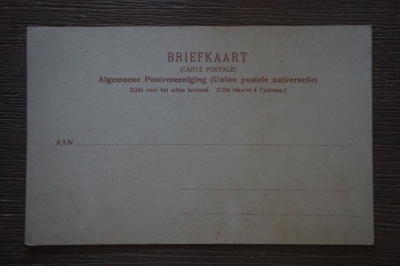 BRIEFKAART
(CARTE POSTALE)
Algemeene Postvereeniging (Union postale universelle)
Zijde voor het adres bestemd. (Côté réservé à l'adresse.)
AAN